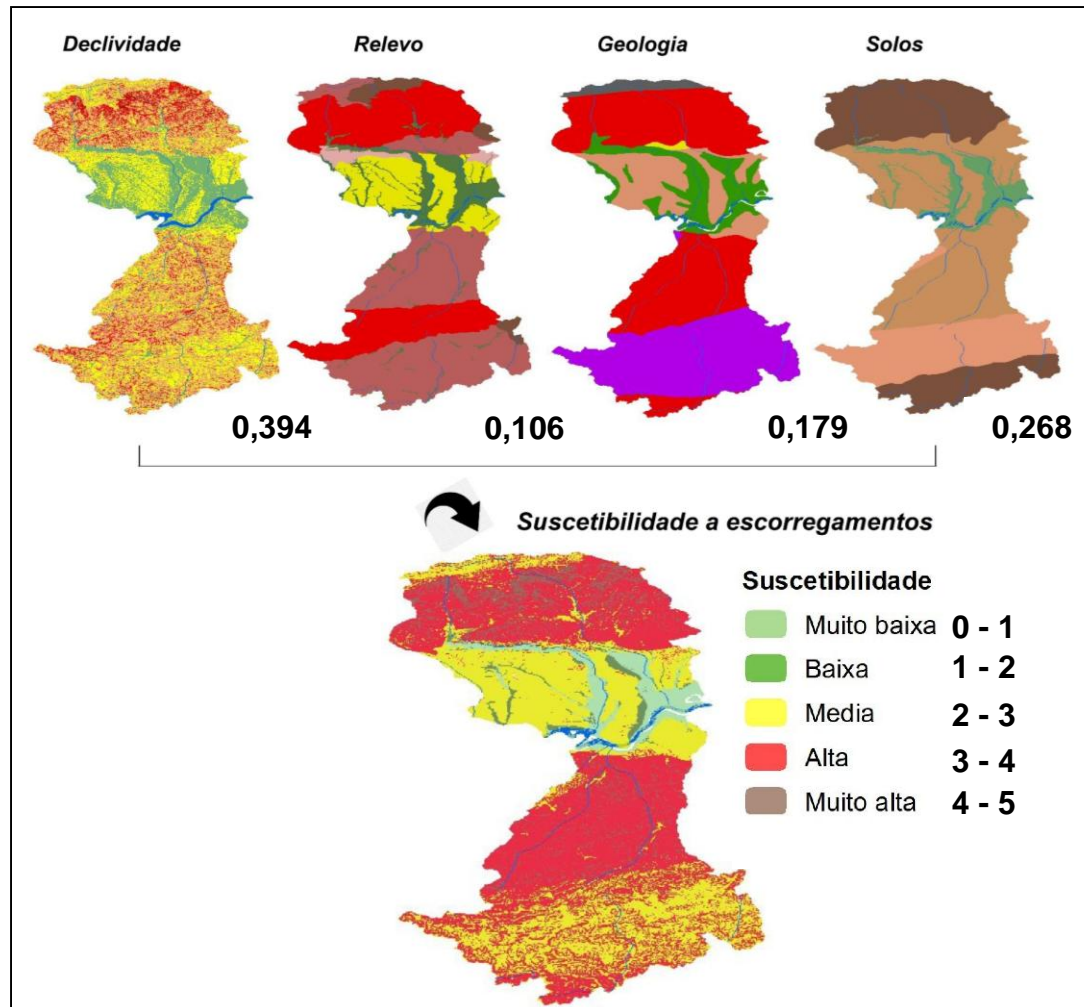 Declividade Relevo Geologia Solos
0,394 0,106 0,179 0,268
Suscetibilidade a escorregamentos
Suscetibilidade
Muito baixa 0 - 1
Baixa 1 - 2
Media 2 - 3
Alta 3 - 4
Muito alta 4 - 5